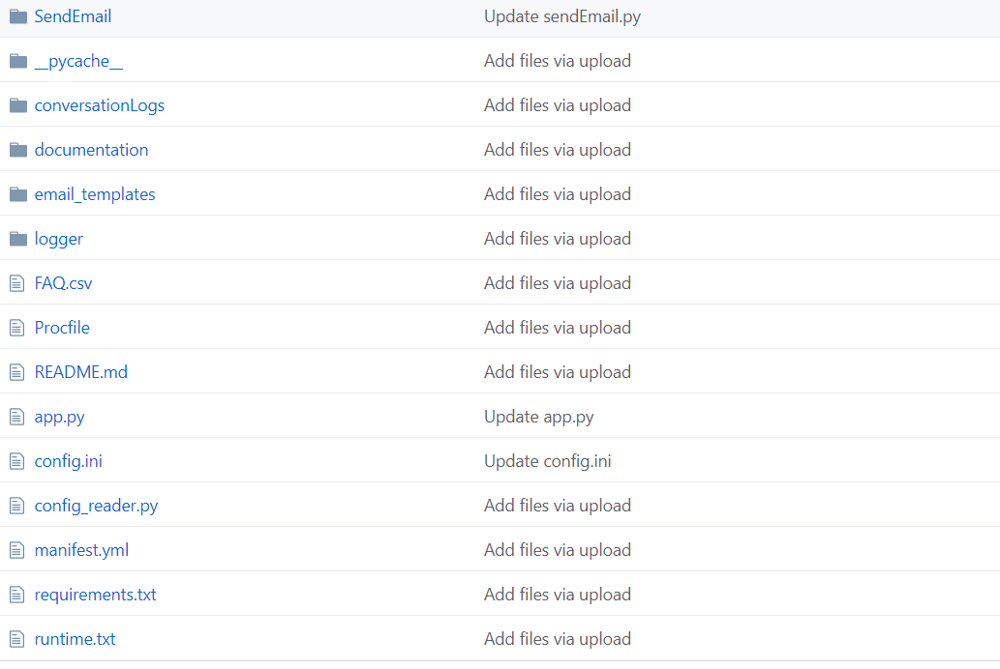 SendEmail Update sendEmail.py
__pycache__ Add files via upload
conversationLogs Add files via upload
documentation Add files via upload
email_templates Add files via upload
logger Add files via upload
FAQ.csv Add files via upload
Procfile Add files via upload
README.md Add files via upload
app.py Update app.py
config.ini Update config.ini
config_reader.py Add files via upload
manifest.yml Add files via upload
requirements.txt Add files via upload
runtime.txt Add files via upload